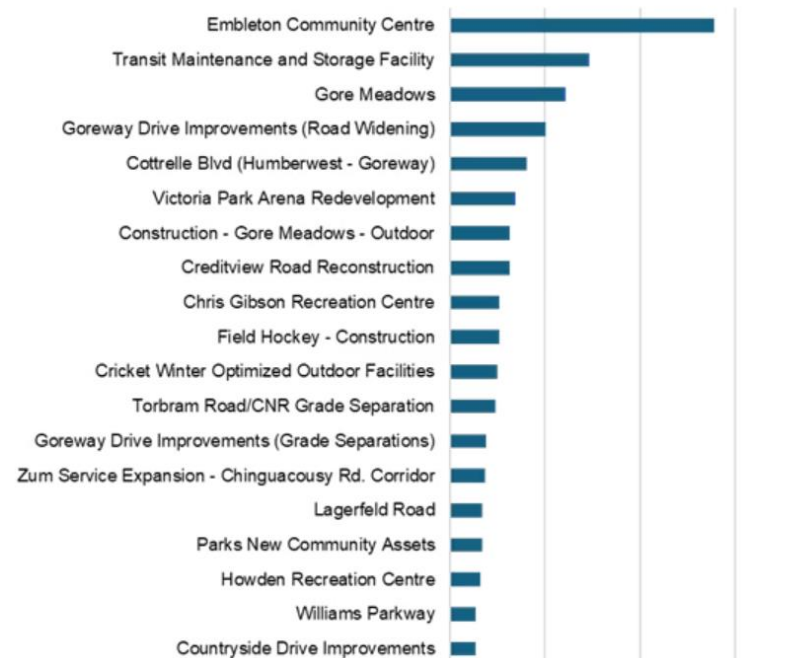 Embleton Community Centre
Transit Maintenance and Storage Facility
Gore Meadows
Goreway Drive Improvements (Road Widening)
Cottrelle Blvd (Humberwest - Goreway)
Victoria Park Arena Redevelopment
Construction - Gore Meadows - Outdoor
Creditview Road Reconstruction
Chris Gibson Recreation Centre
Field Hockey - Construction
Cricket Winter Optimized Outdoor Facilities
Torbram Road/CNR Grade Separation
Goreway Drive Improvements (Grade Separations)
Zum Service Expansion - Chinguacousy Rd. Corridor
Lagerfeld Road
Parks New Community Assets
Howden Recreation Centre
Williams Parkway
Countryside Drive Improvements